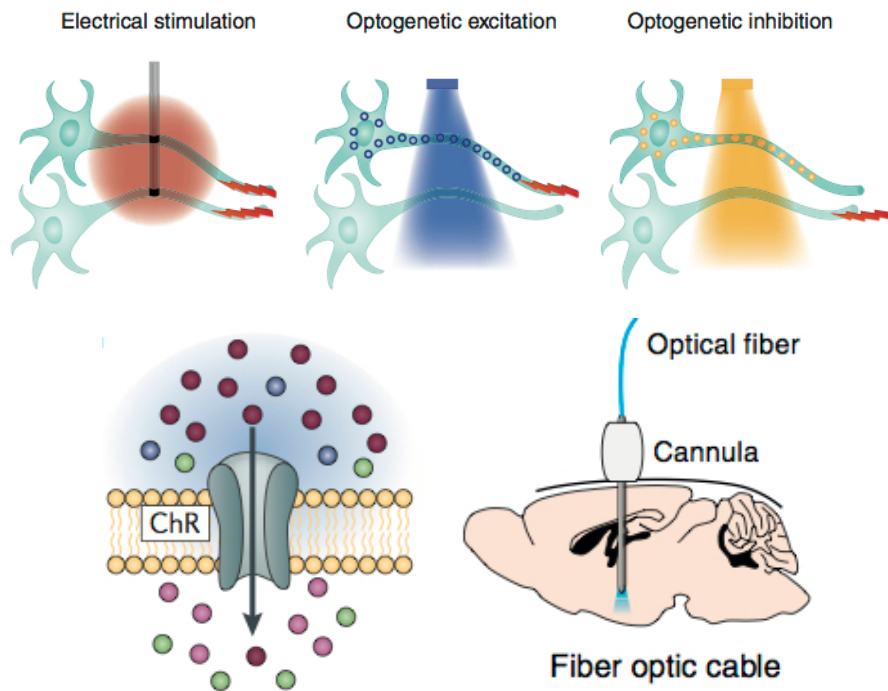 Electrical stimulation
Optogenetic excitation
Optogenetic inhibition
Optical fiber
Cannula
ChR
Fiber optic cable